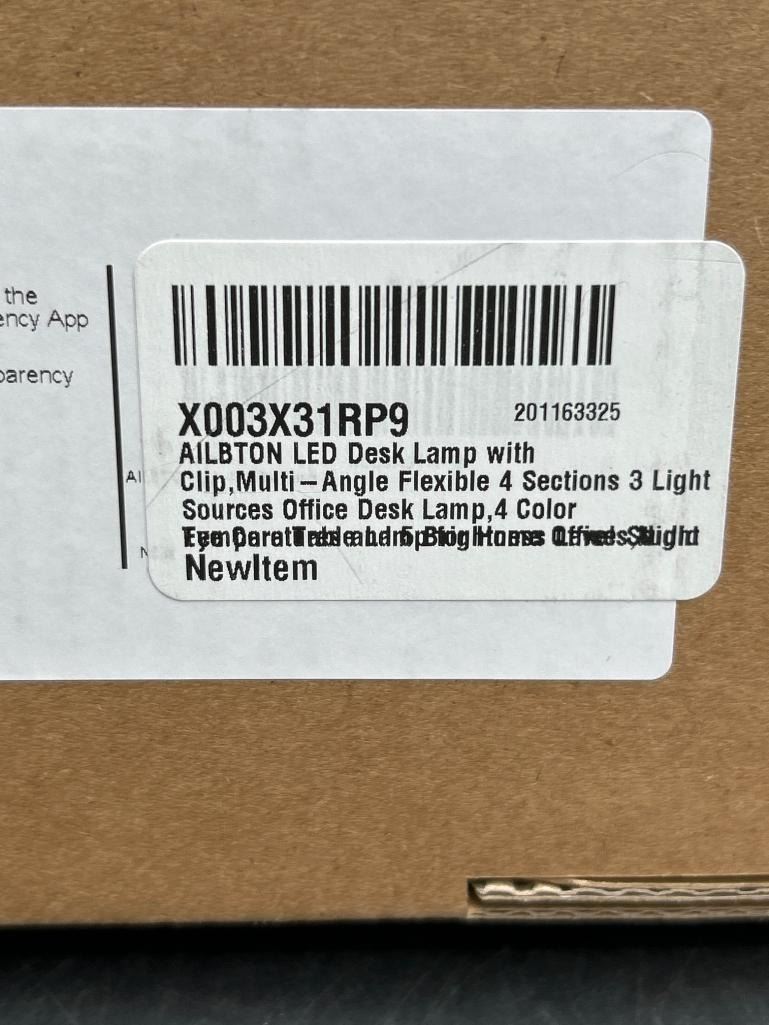 the
ency App
parency
Al
N
X003X31RP9
201163325
AILBTON LED Desk Lamp with
Clip,Multi-Angle Flexible 4 Sections 3 Light
Sources Office Desk Lamp,4 Color
NewItem